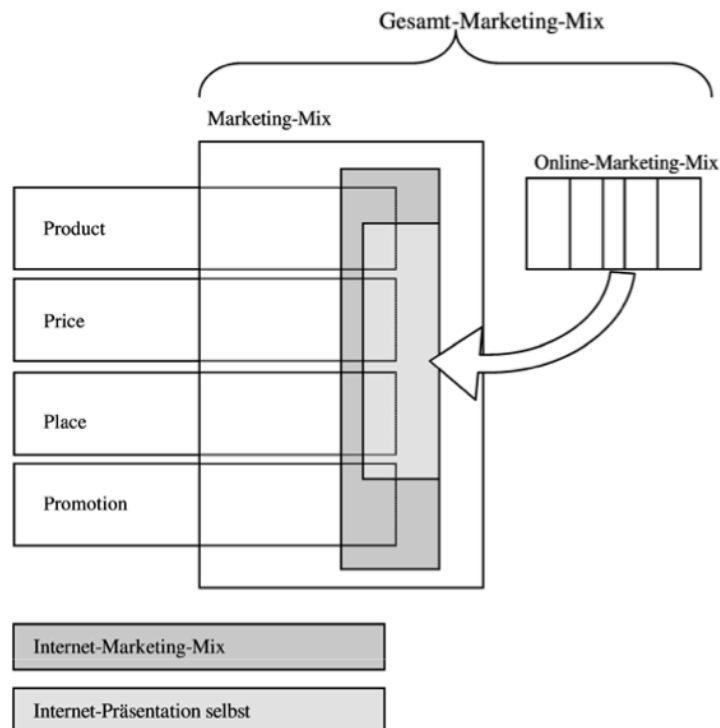 Gesamt-Marketing-Mix
Marketing-Mix
Online-Marketing-Mix
Product
Price
Place
Promotion
Internet-Marketing-Mix
Internet-Präsentation selbst